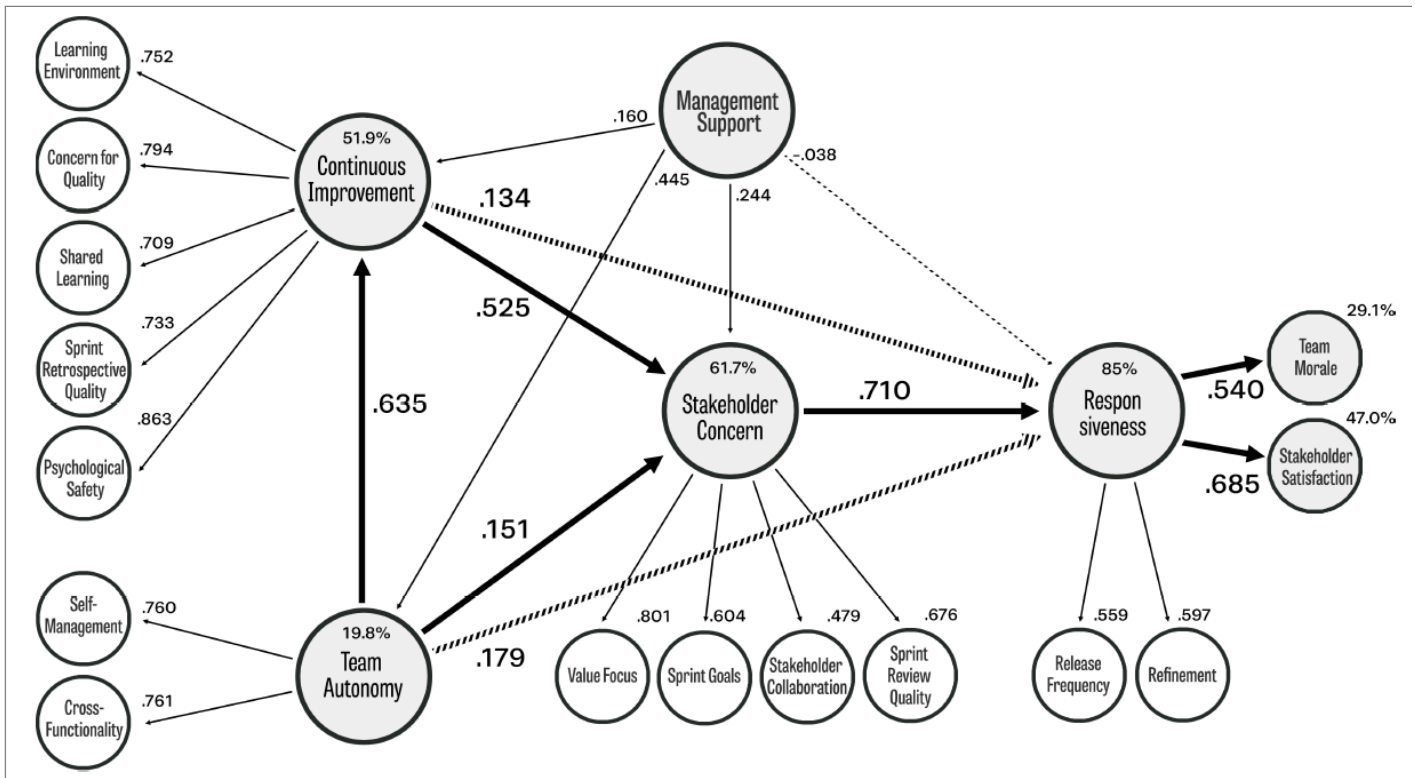 Learning
Environment
.752
Concern for
Quality
.794
Shared
Learning
.709
Sprint
Retrospective
Quality
.733
Psychological
Safety
.863
51.9%
Continuous
Improvement
Management
Support
.160
.445
.244
-.038
.134
.525
.635
.151
.179
61.7%
Stakeholder
Concern
.710
85%
Respon
siveness
29.1%
Team
Morale
.540
47.0%
Stakeholder
Satisfaction
.685
Self-
Management
.760
Cross-
Functionality
.761
19.8%
Team
Autonomy
.801
Value Focus
.604
Sprint Goals
.479
Stakeholder
Collaboration
.676
Sprint
Review
Quality
.559
Release
Frequency
.597
Refinement